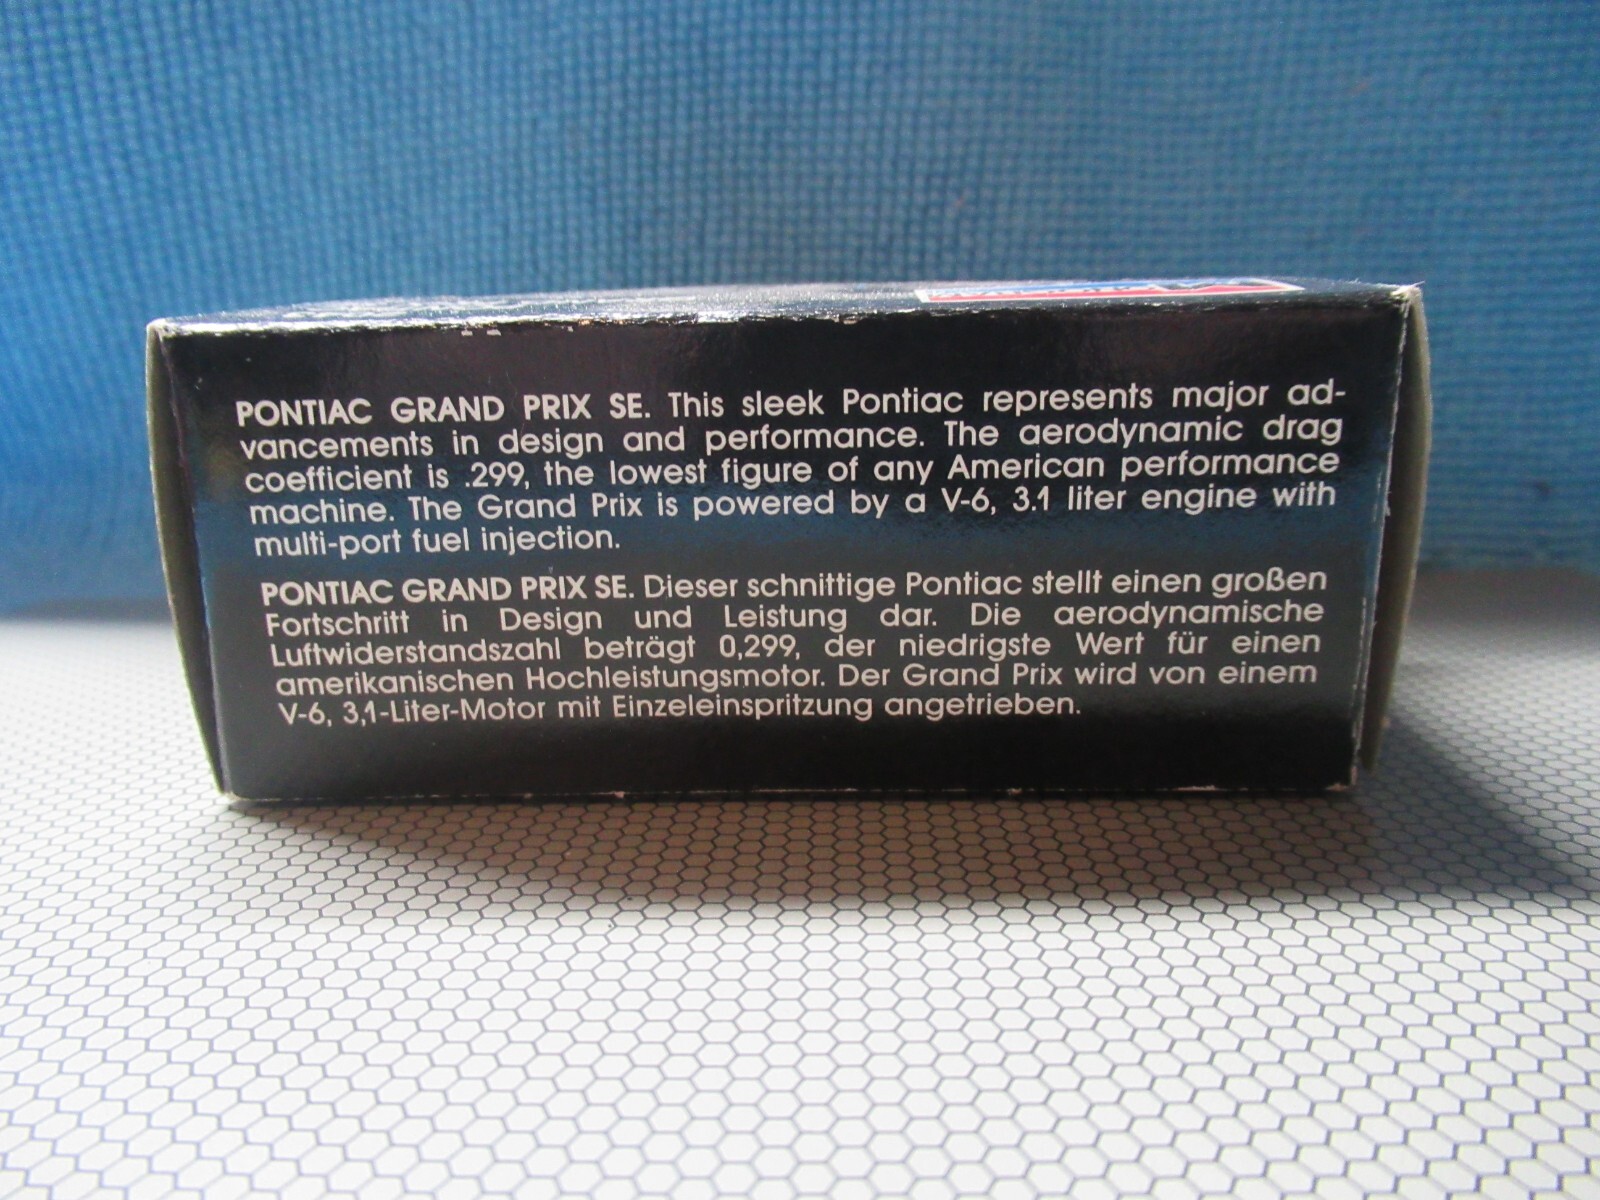 PONTIAC GRAND PRIX SE. This sleek Pontiac represents major ad-
vancements in design and performance. The aerodynamic drag
coefficient is .299, the lowest figure of any American performance
machine. The Grand Prix is powered by a V-6, 3.1 liter engine with
multi-port fuel injection.
PONTIAC GRAND PRIX SE. Dieser schnittige Pontiac stellt einen großen
Fortschritt in Design und Leistung dar. Die aerodynamische
Luftwiderstandszahl beträgt 0,299, der niedrigste Wert für einen
amerikanischen Hochleistungsmotor. Der Grand Prix wird von einem
V-6, 3,1-Liter-Motor mit Einzeleinspritzung angetrieben.